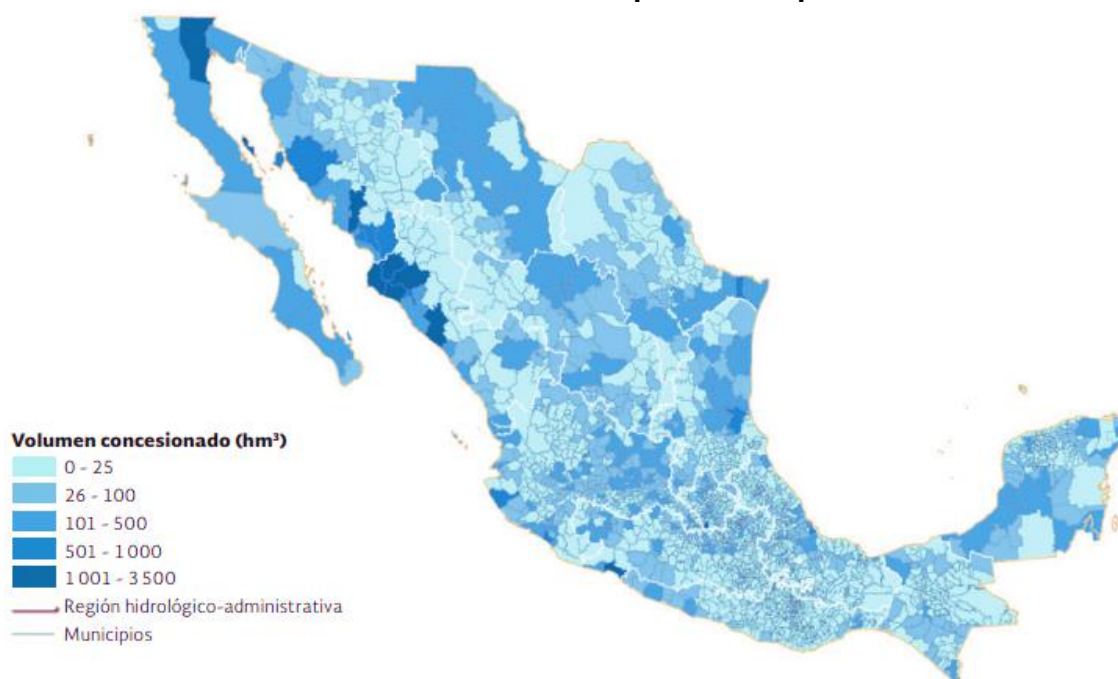 Volumen concesionado (hm³)
0 - 25
26 - 100
101 - 500
501 - 1 000
1 001 - 3 500
Región hidrológico-administrativa
Municipios